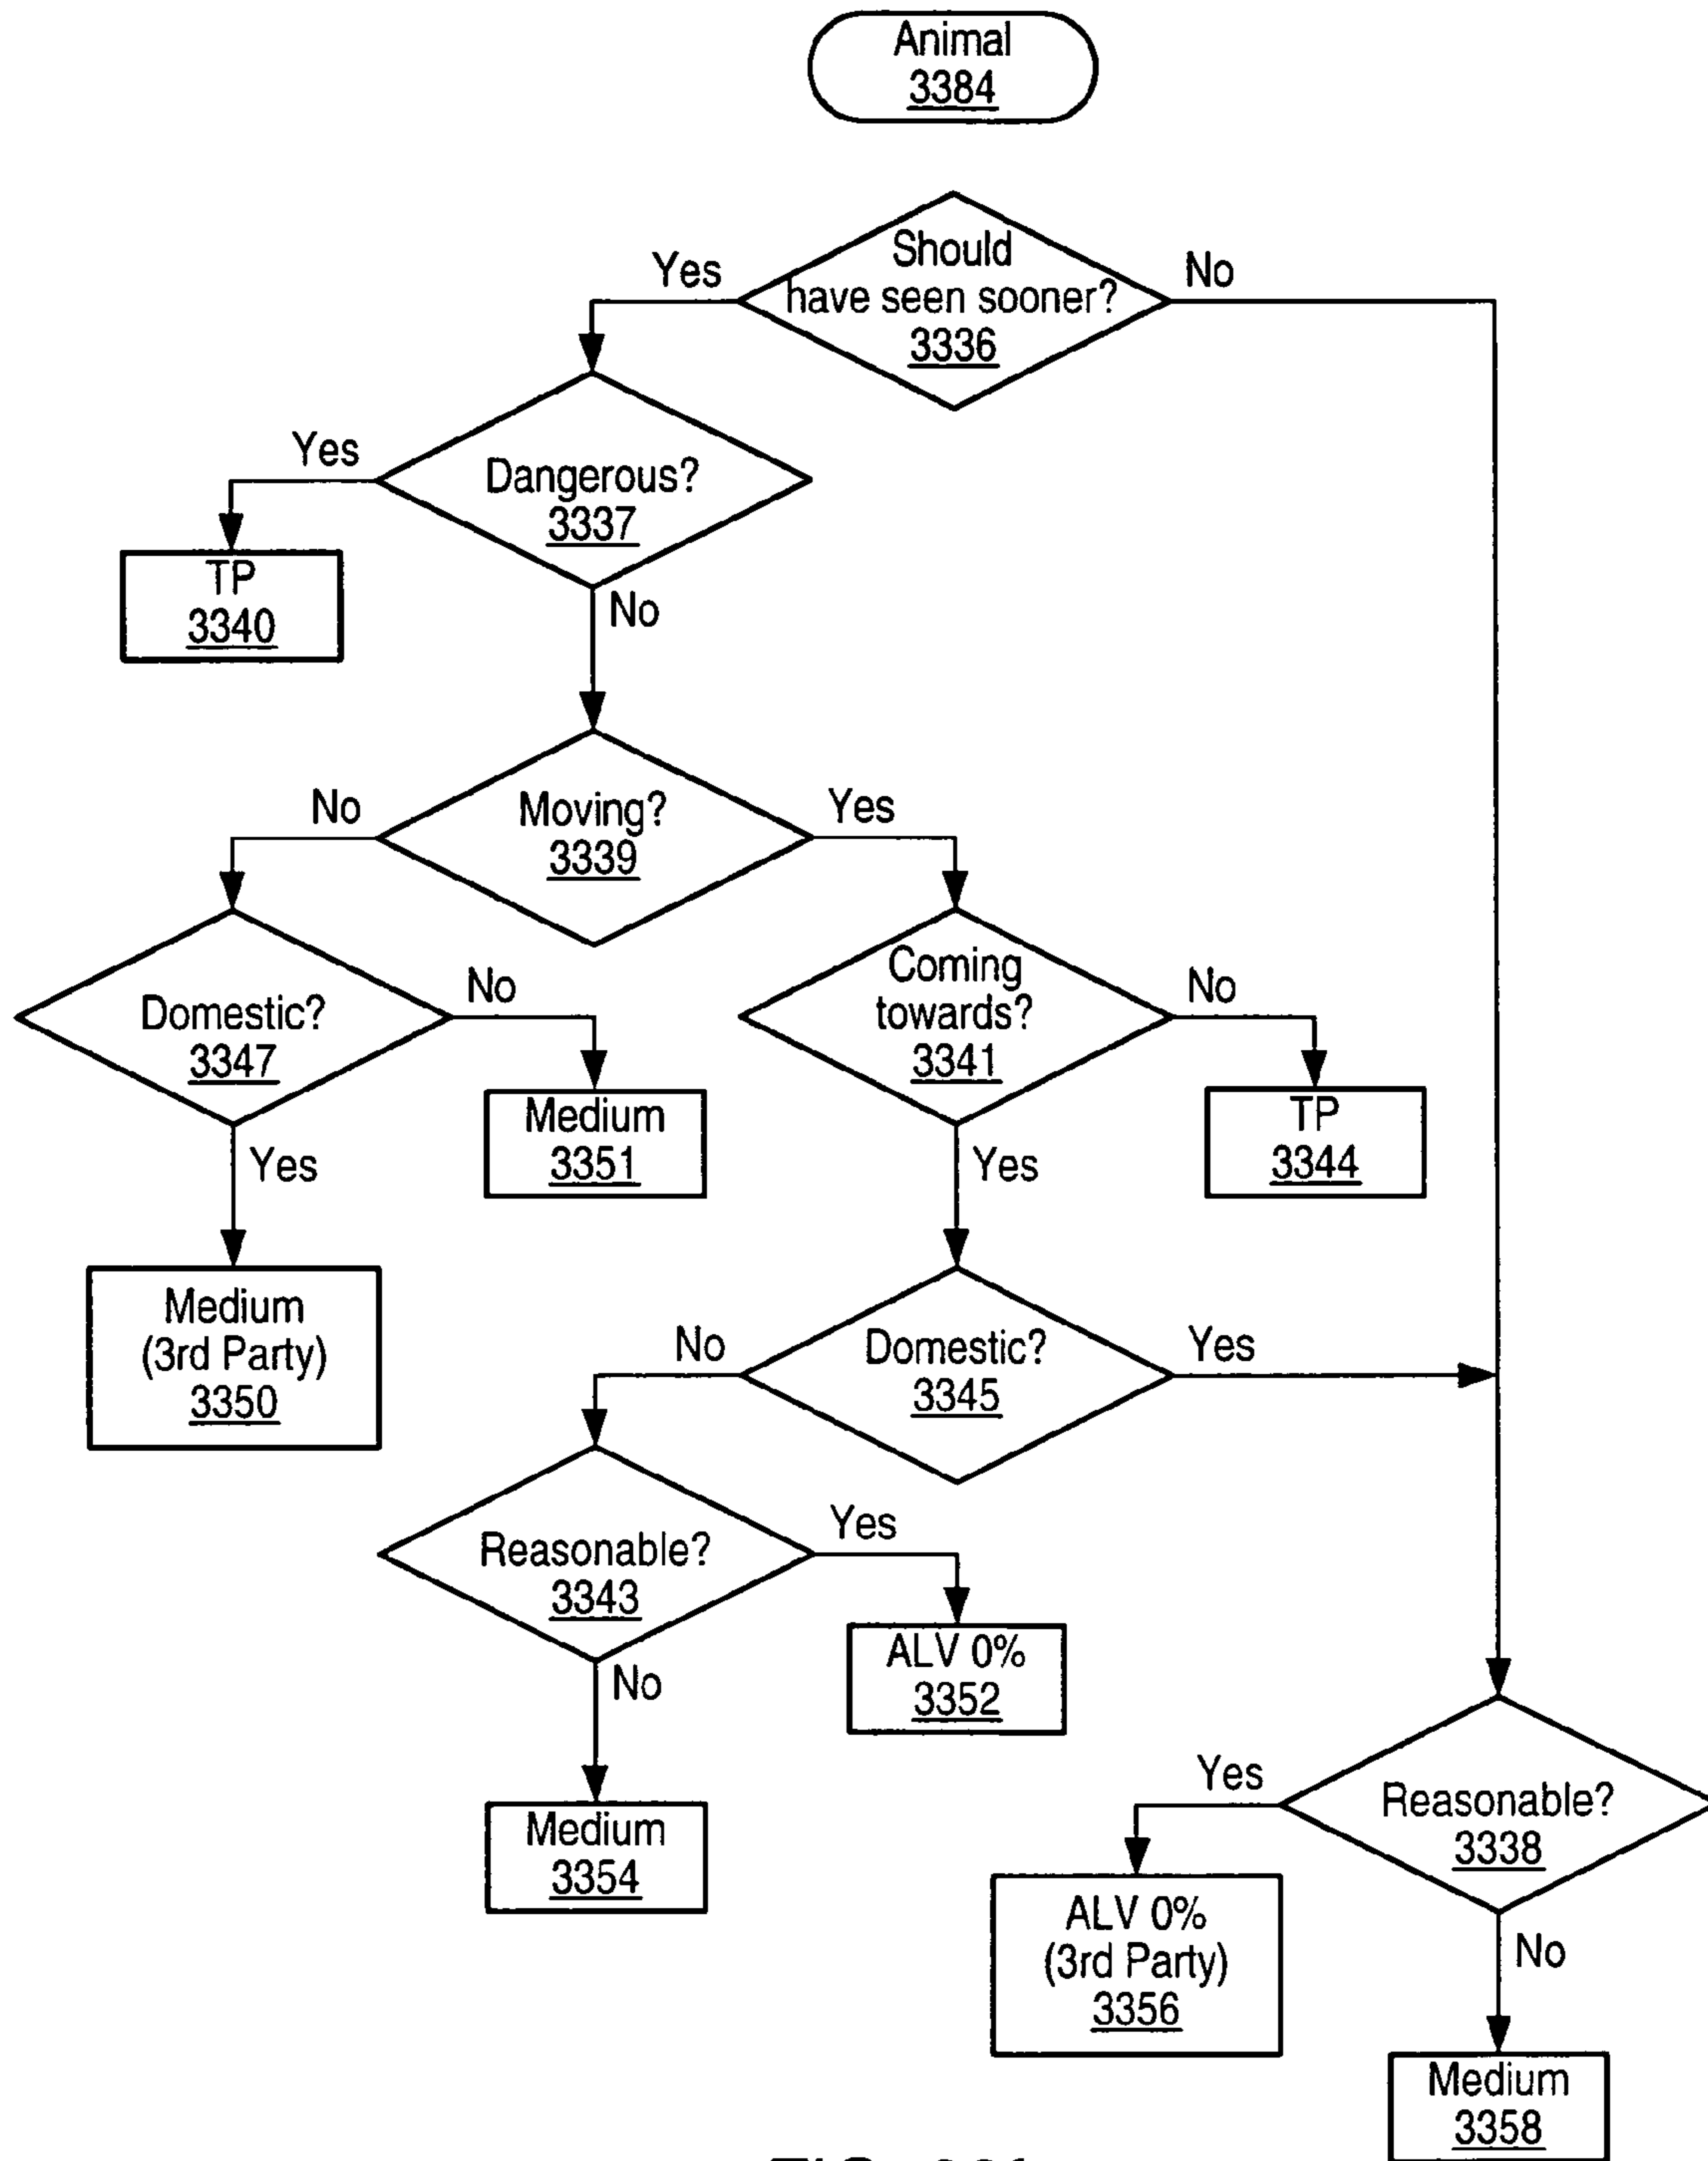 Animal
3384
Should
have seen sooner?
3336
Yes
No
Dangerous?
3337
Yes
No
TP
3340
Moving?
3339
No
Yes
Domestic?
3347
No
Yes
Medium
3351
Coming
towards?
3341
No
Yes
TP
3344
Medium
(3rd Party)
3350
Domestic?
3345
No
Yes
Reasonable?
3343
Yes
No
ALV 0%
3352
Medium
3354
Reasonable?
3338
Yes
No
ALV 0%
(3rd Party)
3356
Medium
3358